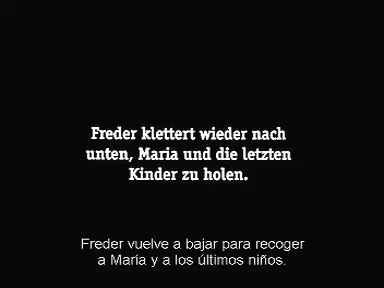 Freder klettert wieder nach
unten, Maria und die letzten
Kinder zu holen.
Freder vuelve a bajar para recoger
a María y a los últimos niños.